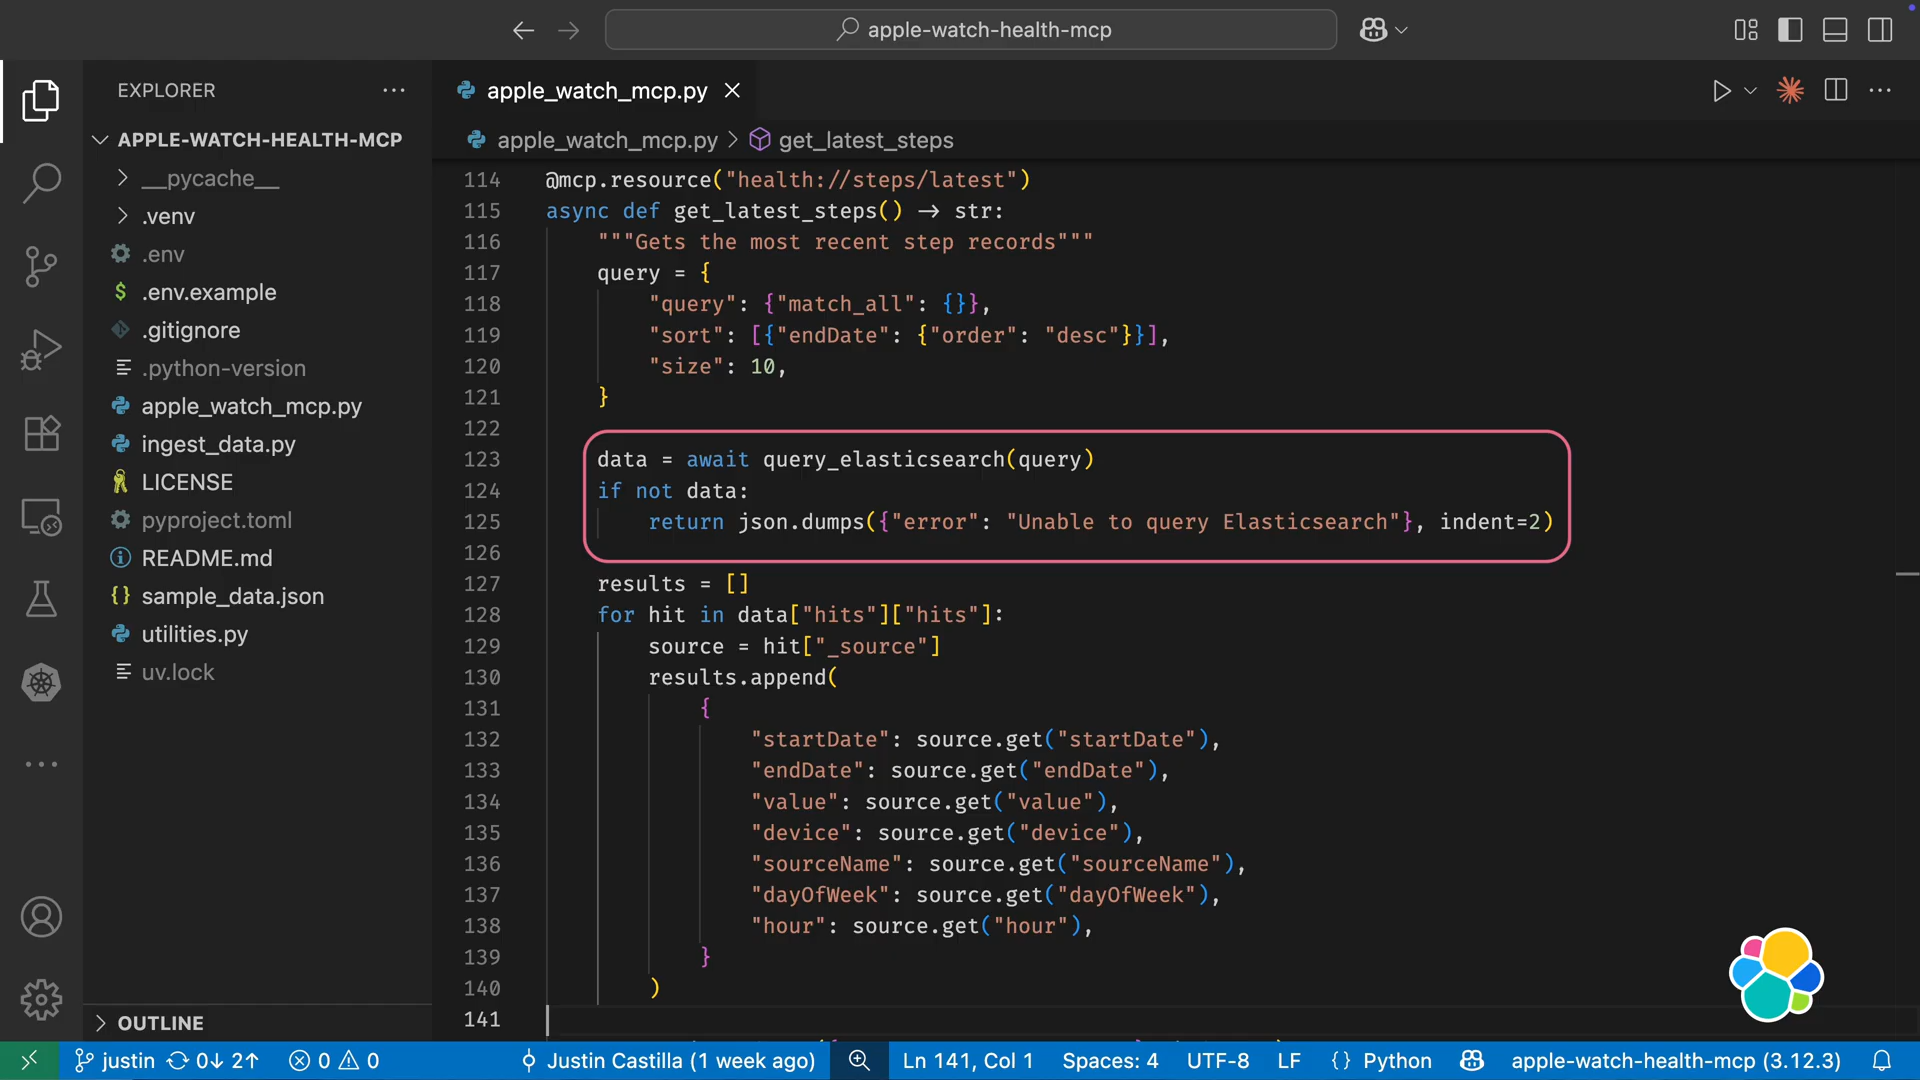 apple-watch-health-mcp
EXPLORER
apple_watch_mcp.py
APPLE-WATCH-HEALTH-MCP
__pycache__
.venv
.env
.env.example
.gitignore
.python-version
apple_watch_mcp.py
ingest_data.py
LICENSE
pyproject.toml
README.md
sample_data.json
utilities.py
uv.lock
OUTLINE
apple_watch_mcp.py > get_latest_steps
114 @mcp.resource("health://steps/latest")
115 async def get_latest_steps() → str:
116 """Gets the most recent step records"""
117 query = {
118 "query": {"match_all": {}},
119 "sort": [{"endDate": {"order": "desc"}}],
120 "size": 10,
121 }
122
123 data = await query_elasticsearch(query)
124 if not data:
125 return json.dumps({"error": "Unable to query Elasticsearch"}, indent=2)
126
127 results = []
128 for hit in data["hits"]["hits"]:
129 source = hit["_source"]
130 results.append(
131 {
132 "startDate": source.get("startDate"),
133 "endDate": source.get("endDate"),
134 "value": source.get("value"),
135 "device": source.get("device"),
136 "sourceName": source.get("sourceName"),
137 "dayOfWeek": source.get("dayOfWeek"),
138 "hour": source.get("hour"),
139 }
140 )
141
justin 0↓ 2↑ 0 0 Justin Castilla (1 week ago) Ln 141, Col 1 Spaces: 4 UTF-8 LF {} Python apple-watch-health-mcp (3.12.3)